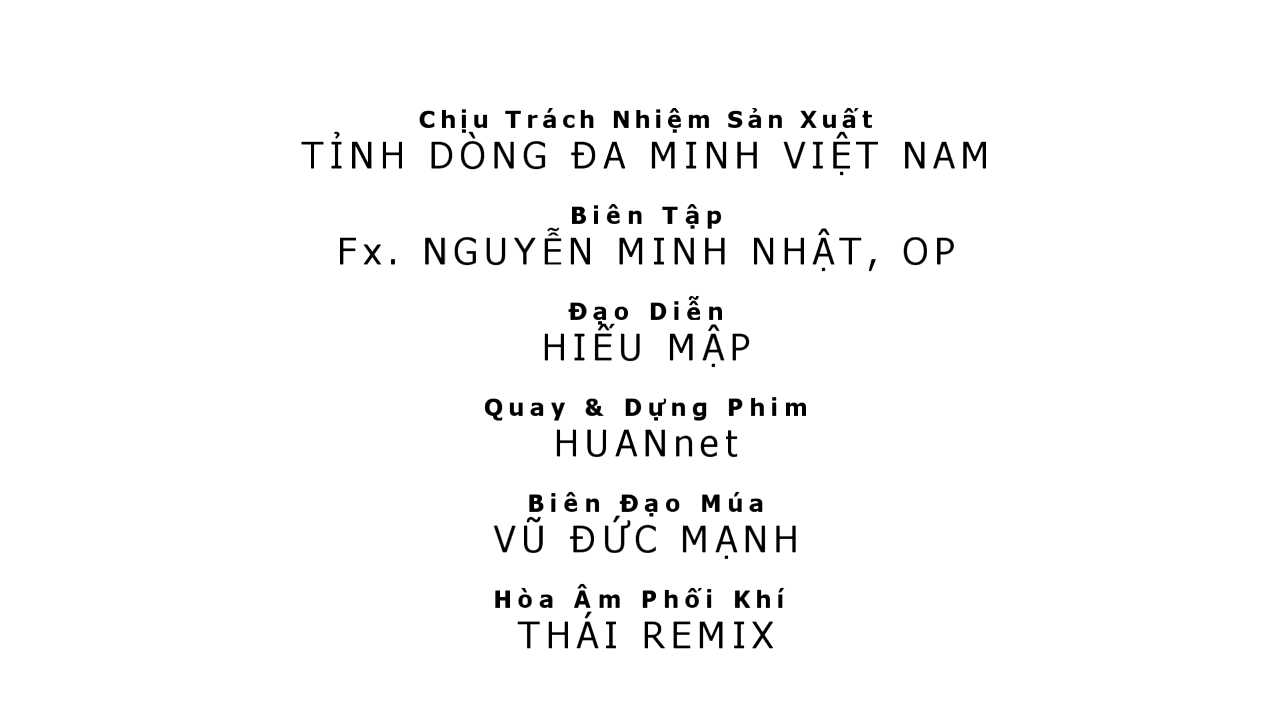 Chịu Trách Nhiệm Sản Xuất
TỈNH DÒNG ĐA MINH VIỆT NAM
Biên Tập
Fx. NGUYỄN MINH NHẬT, OP
Đạo Diễn
HIẾU MẬP
Quay & Dựng Phim
HUANnet
Biên Đạo Múa
VŨ ĐỨC MẠNH
Hòa Âm Phối Khí
THÁI REMIX